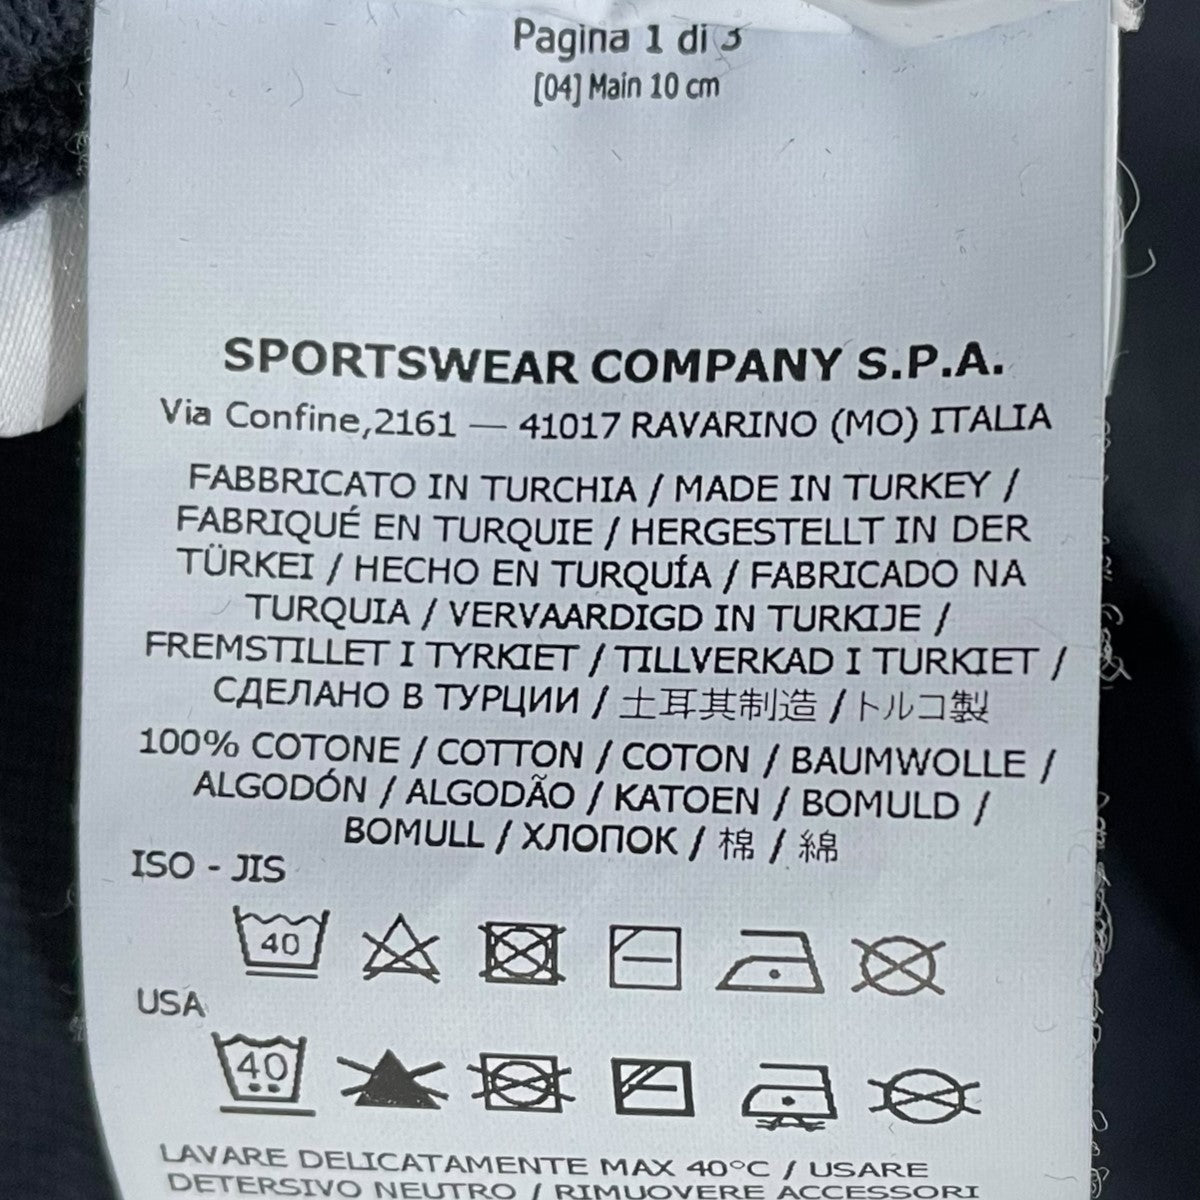 Pagina 1 di 3
[04] Main 10 cm
SPORTSWEAR COMPANY S.P.A.
Via Confine,2161 — 41017 RAVARINO (MO) ITALIA
FABBRICATO IN TURCHIA / MADE IN TURKEY /
FABRIQUÉ EN TURQUIE / HERGESTELLT IN DER
TÜRKEI / HECHO EN TURQUÍA / FABRICADO NA
TURQUIA / VERVAARDIGD IN TURKIJE /
FREMSTILLET I TYRKIET / TILLVERKAD I TURKIET /
СДЕЛАНО В ТУРЦИИ / 土耳其制造 / トルコ製
100% COTONE / COTTON / COTON / BAUMWOLLE /
ALGODÓN / ALGODÃO / KATOEN / BOMULD /
BOMULL / ХЛОПОК / 棉 / 綿
ISO - JIS
40
USA
40
LAVARE DELICATAMENTE MAX 40°C / USARE
DETERSIVO NEUTRO / RIMUOVERE ACCESSORI